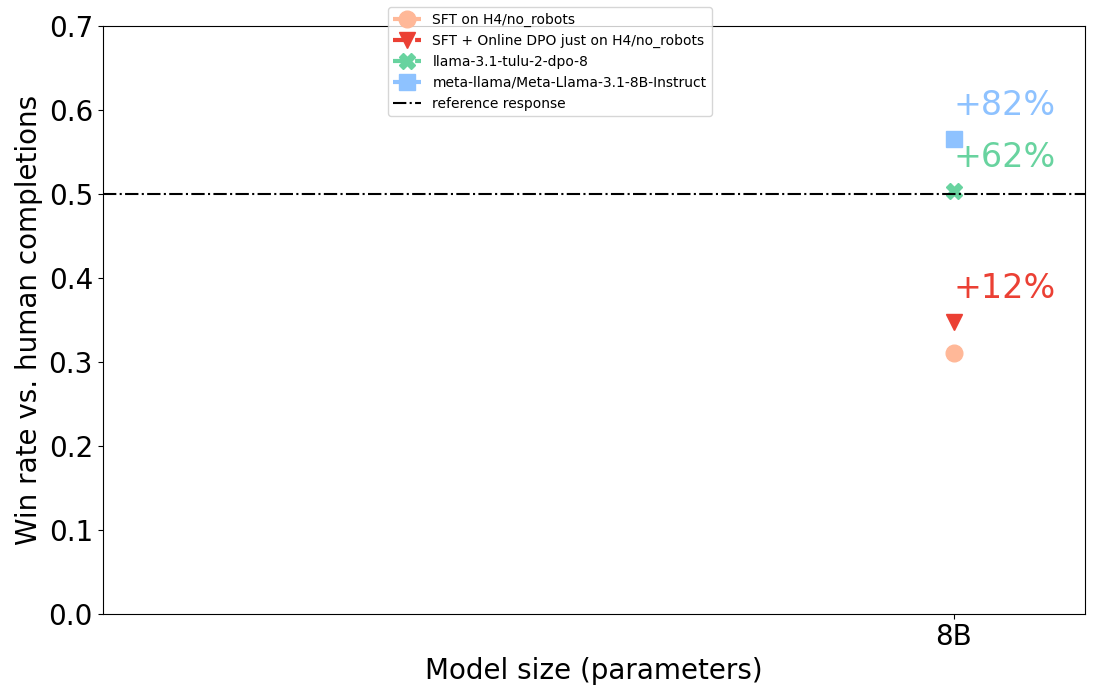 SFT on H4/no_robots
SFT + Online DPO just on H4/no_robots
llama-3.1-tulu-2-dpo-8
meta-llama/Meta-Llama-3.1-8B-Instruct
reference response
Win rate vs. human completions
0.7
0.6
0.5
0.4
0.3
0.2
0.1
0.0
+82%
+62%
+12%
8B
Model size (parameters)